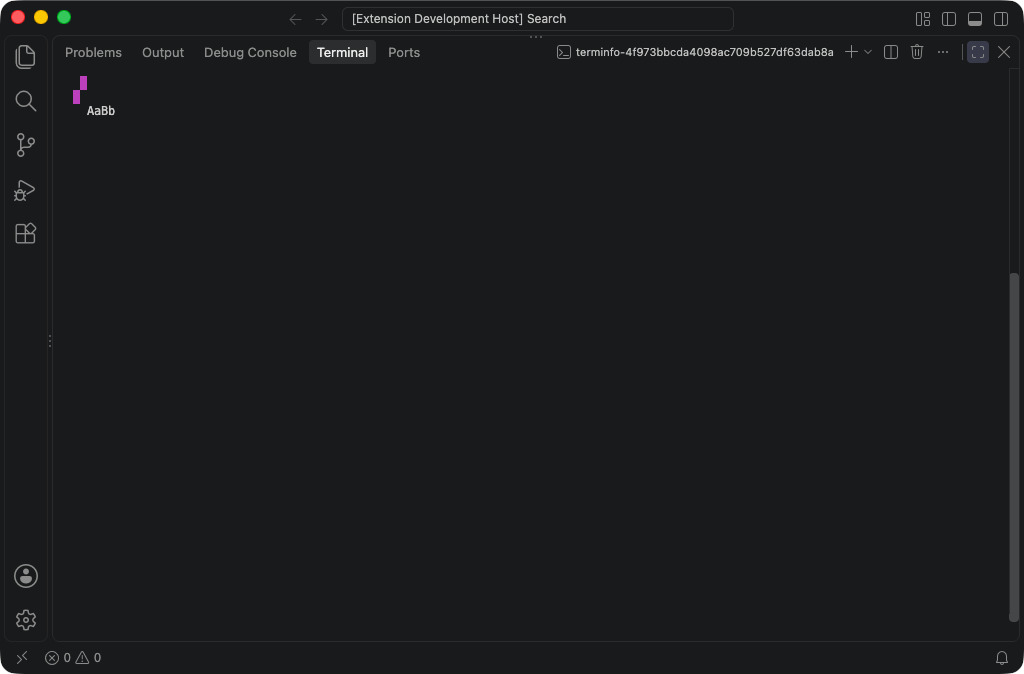 [Extension Development Host] Search
Problems Output Debug Console Terminal Ports terminfo-4f973bbcda4098ac709b527df63dab8a
AaBb
0 0